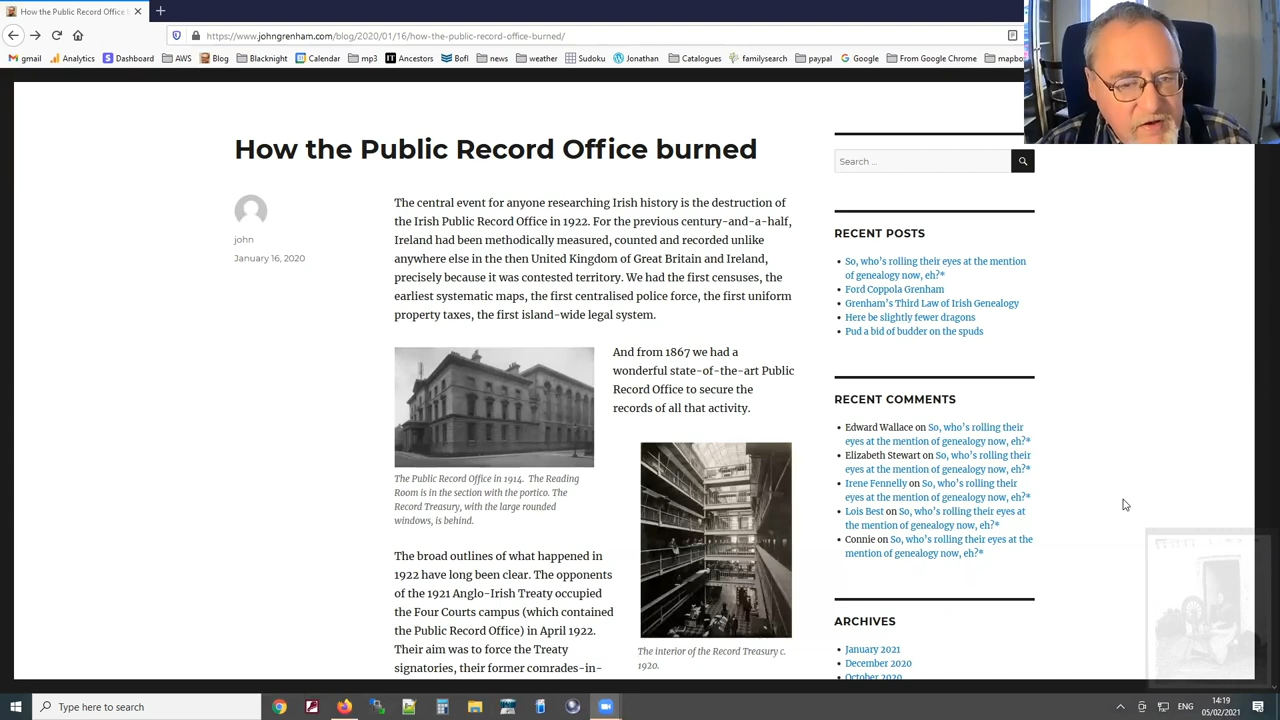 How the Public Record Office b
https://www.johngrenham.com/blog/2020/01/16/how-the-public-record-office-burned/
gmail Analytics Dashboard AWS Blog Blacknight Calendar mp3 Ancestors BofI news weather Sudoku Jonathan Catalogues familysearch paypal Google From Google Chrome mapbo
How the Public Record Office burned
john
January 16, 2020
The central event for anyone researching Irish history is the destruction of
the Irish Public Record Office in 1922. For the previous century-and-a-half,
Ireland had been methodically measured, counted and recorded unlike
anywhere else in the then United Kingdom of Great Britain and Ireland,
precisely because it was contested territory. We had the first censuses, the
earliest systematic maps, the first centralised police force, the first uniform
property taxes, the first island-wide legal system.
And from 1867 we had a
wonderful state-of-the-art Public
Record Office to secure the
records of all that activity.
The Public Record Office in 1914. The Reading
Room is in the section with the portico. The
Record Treasury, with the large rounded
windows, is behind.
The broad outlines of what happened in
1922 have long been clear. The opponents
of the 1921 Anglo-Irish Treaty occupied
the Four Courts campus (which contained
the Public Record Office) in April 1922.
Their aim was to force the Treaty
signatories, their former comrades-in-
The interior of the Record Treasury c.
1920.
Search …
RECENT POSTS
So, who's rolling their eyes at the mention
of genealogy now, eh?*
Ford Coppola Grenham
Grenham's Third Law of Irish Genealogy
Here be slightly fewer dragons
Pud a bid of budder on the spuds
RECENT COMMENTS
Edward Wallace on So, who's rolling their
eyes at the mention of genealogy now, eh?*
Elizabeth Stewart on So, who's rolling their
eyes at the mention of genealogy now, eh?*
Irene Fennelly on So, who's rolling their
eyes at the mention of genealogy now, eh?*
Lois Best on So, who's rolling their eyes at
the mention of genealogy now, eh?*
Connie on So, who's rolling their eyes at the
mention of genealogy now, eh?*
ARCHIVES
January 2021
December 2020
October 2020
Type here to search
ENG
14:19
05/02/2021